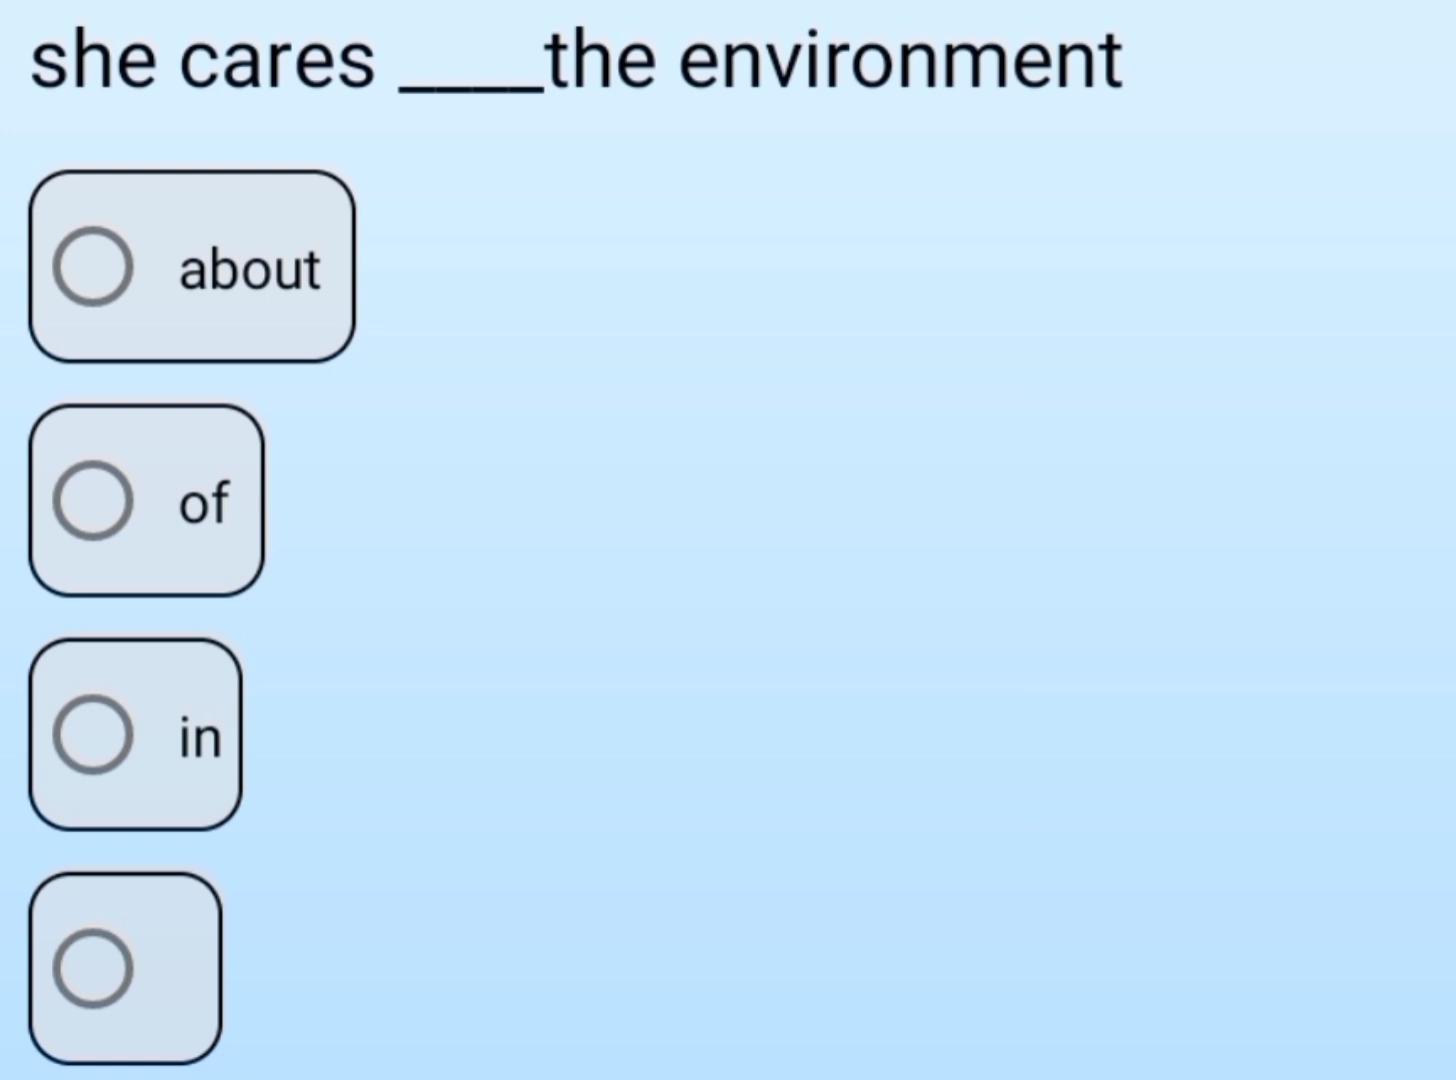 she cares ____the environment
about
of
in